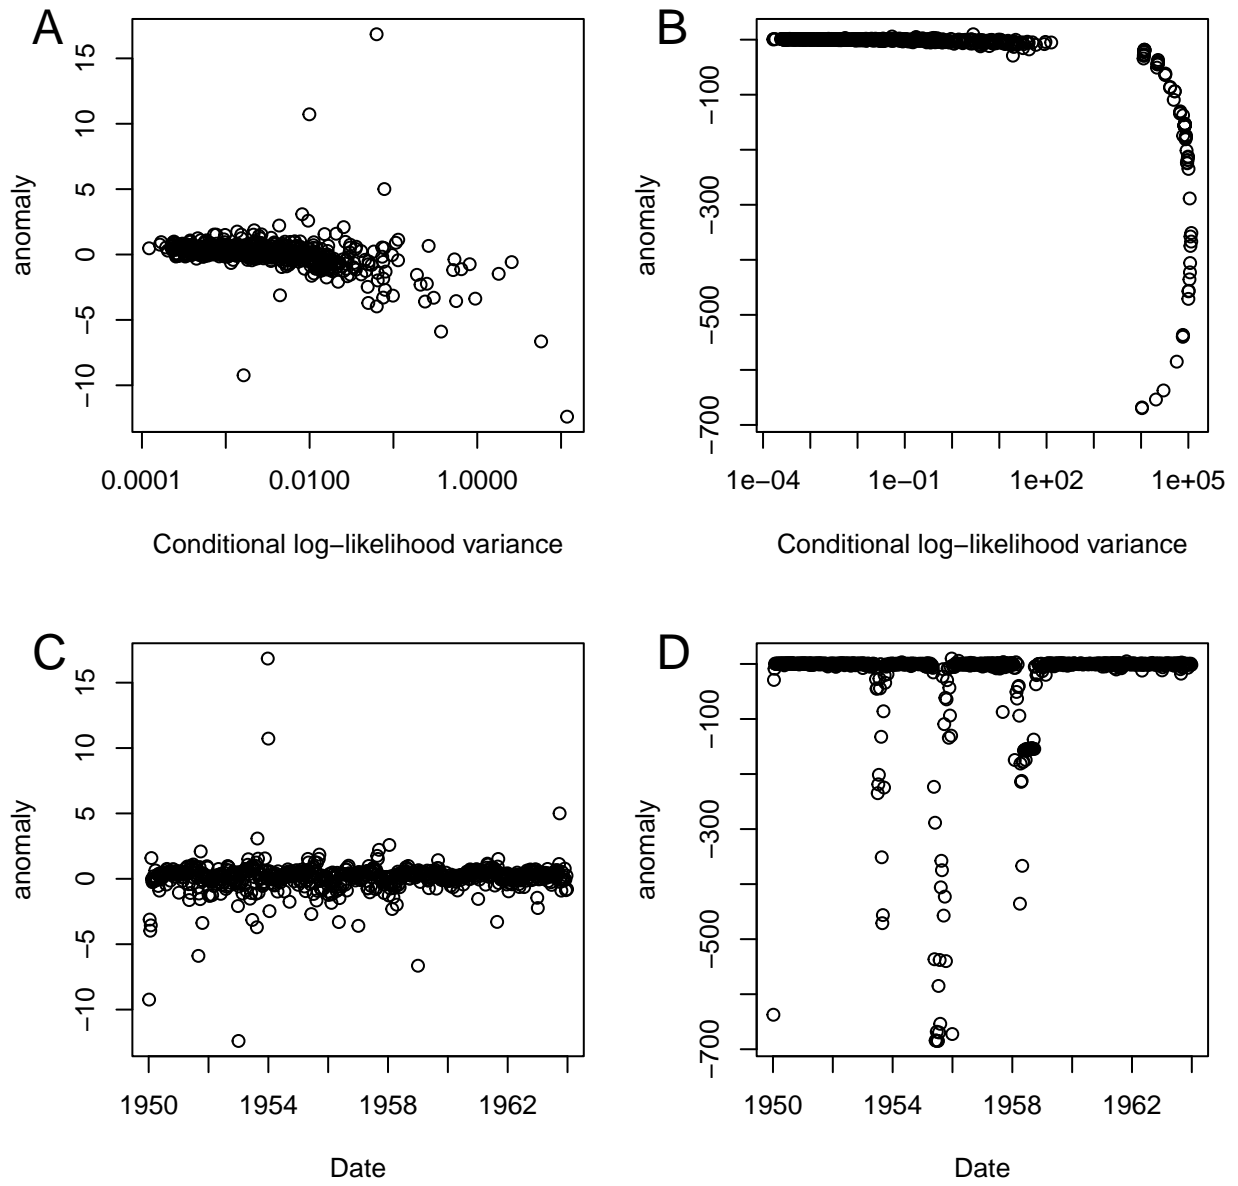 A
15
10
5
0
−5
−10
anomaly
0.0001 0.0100 1.0000
Conditional log−likelihood variance
B
−100
−300
−500
−700
anomaly
1e−04 1e−01 1e+02 1e+05
Conditional log−likelihood variance
C
15
10
5
0
−5
−10
anomaly
1950 1954 1958 1962
Date
D
−100
−300
−500
−700
anomaly
1950 1954 1958 1962
Date